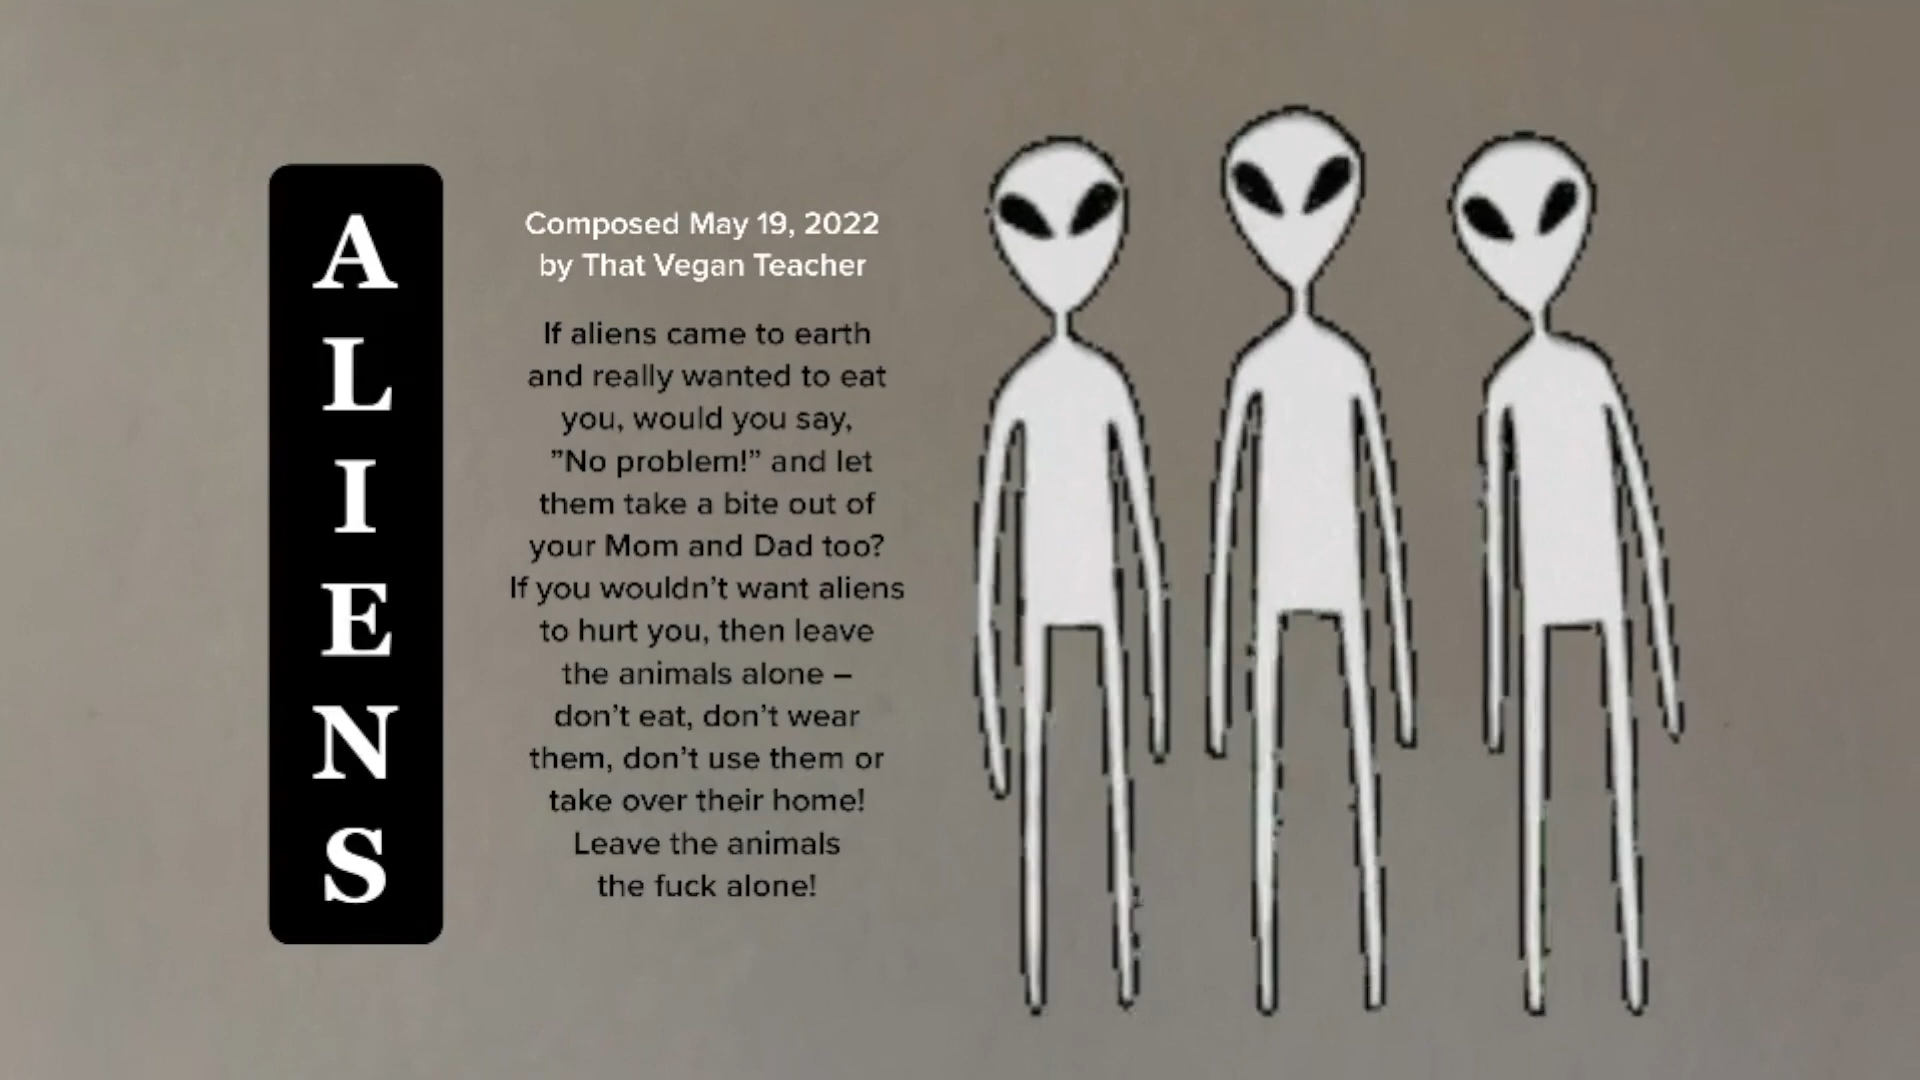 ALIENS
Composed May 19, 2022
by That Vegan Teacher
If aliens came to earth
and really wanted to eat
you, would you say,
”No problem!” and let
them take a bite out of
your Mom and Dad too?
If you wouldn’t want aliens
to hurt you, then leave
the animals alone –
don’t eat, don’t wear
them, don’t use them or
take over their home!
Leave the animals
the fuck alone!